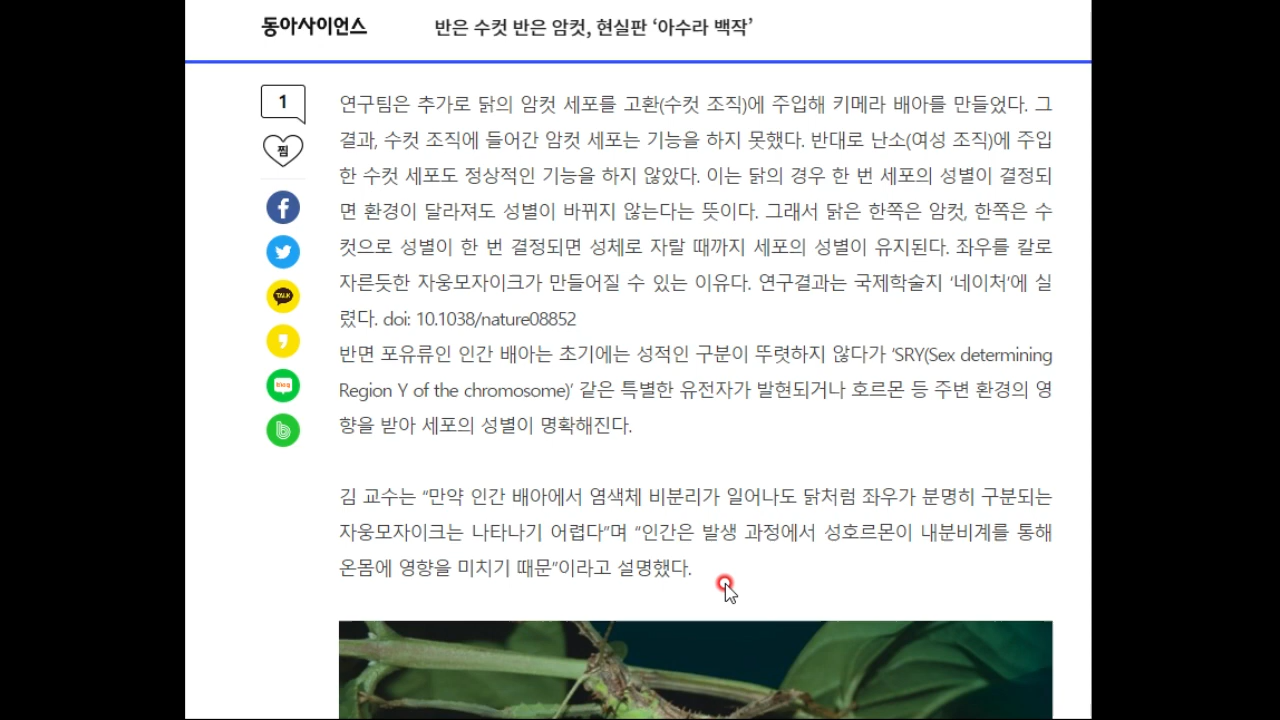 동아사이언스
반은 수컷 반은 암컷, 현실판 ‘아수라 백작’
1
찜
TALK
blog
연구팀은 추가로 닭의 암컷 세포를 고환(수컷 조직)에 주입해 키메라 배아를 만들었다. 그
결과, 수컷 조직에 들어간 암컷 세포는 기능을 하지 못했다. 반대로 난소(여성 조직)에 주입
한 수컷 세포도 정상적인 기능을 하지 않았다. 이는 닭의 경우 한 번 세포의 성별이 결정되
면 환경이 달라져도 성별이 바뀌지 않는다는 뜻이다. 그래서 닭은 한쪽은 암컷, 한쪽은 수
컷으로 성별이 한 번 결정되면 성체로 자랄 때까지 세포의 성별이 유지된다. 좌우를 칼로
자른듯한 자웅모자이크가 만들어질 수 있는 이유다. 연구결과는 국제학술지 ‘네이처’에 실
렸다. doi: 10.1038/nature08852
반면 포유류인 인간 배아는 초기에는 성적인 구분이 뚜렷하지 않다가 ‘SRY(Sex determining
Region Y of the chromosome)’ 같은 특별한 유전자가 발현되거나 호르몬 등 주변 환경의 영
향을 받아 세포의 성별이 명확해진다.
김 교수는 “만약 인간 배아에서 염색체 비분리가 일어나도 닭처럼 좌우가 분명히 구분되는
자웅모자이크는 나타나기 어렵다”며 “인간은 발생 과정에서 성호르몬이 내분비계를 통해
온몸에 영향을 미치기 때문”이라고 설명했다.